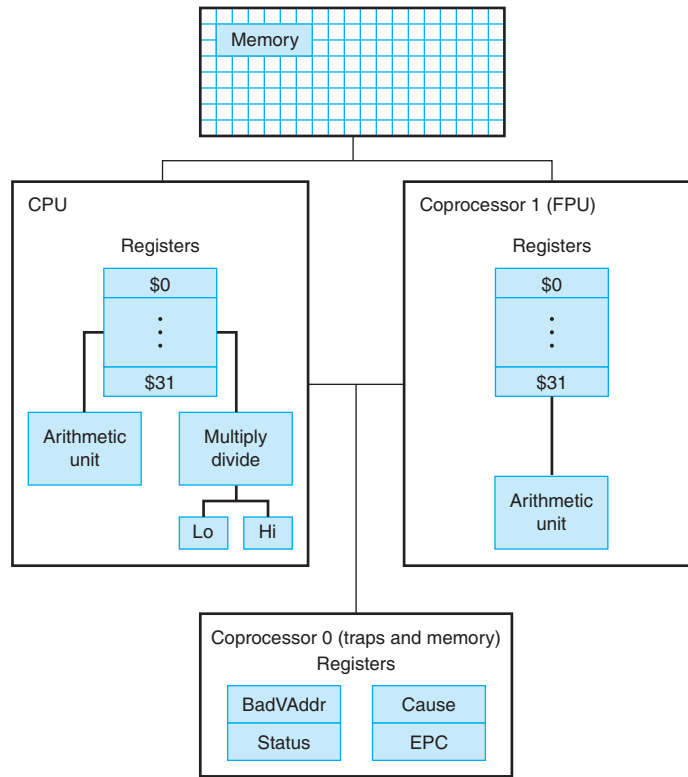 Memory
CPU
Registers
$0
$31
Arithmetic
unit
Multiply
divide
Lo
Hi
Coprocessor 1 (FPU)
Registers
$0
$31
Arithmetic
unit
Coprocessor 0 (traps and memory)
Registers
BadVAddr
Cause
Status
EPC